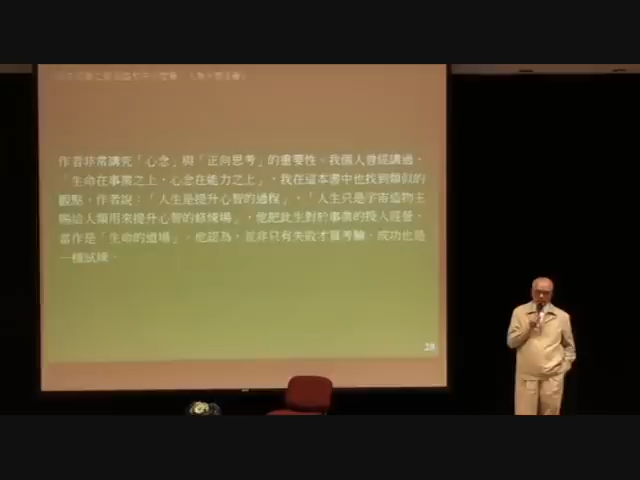 作者非常講究「心念」與「正向思考」的重要性。我個人曾經講過，
「生命在事業之上，心念在能力之上」，我在這本書中也找到類似的
觀點。作者說：「人生是提升心智的過程」，「人生只是宇宙造物主
賜給人類用來提升心智的修煉場」，他把此生對於事業的投入經營，
當作是「生命的道場」。他認為，並非只有失敗才算考驗，成功也是
一種試煉。
28